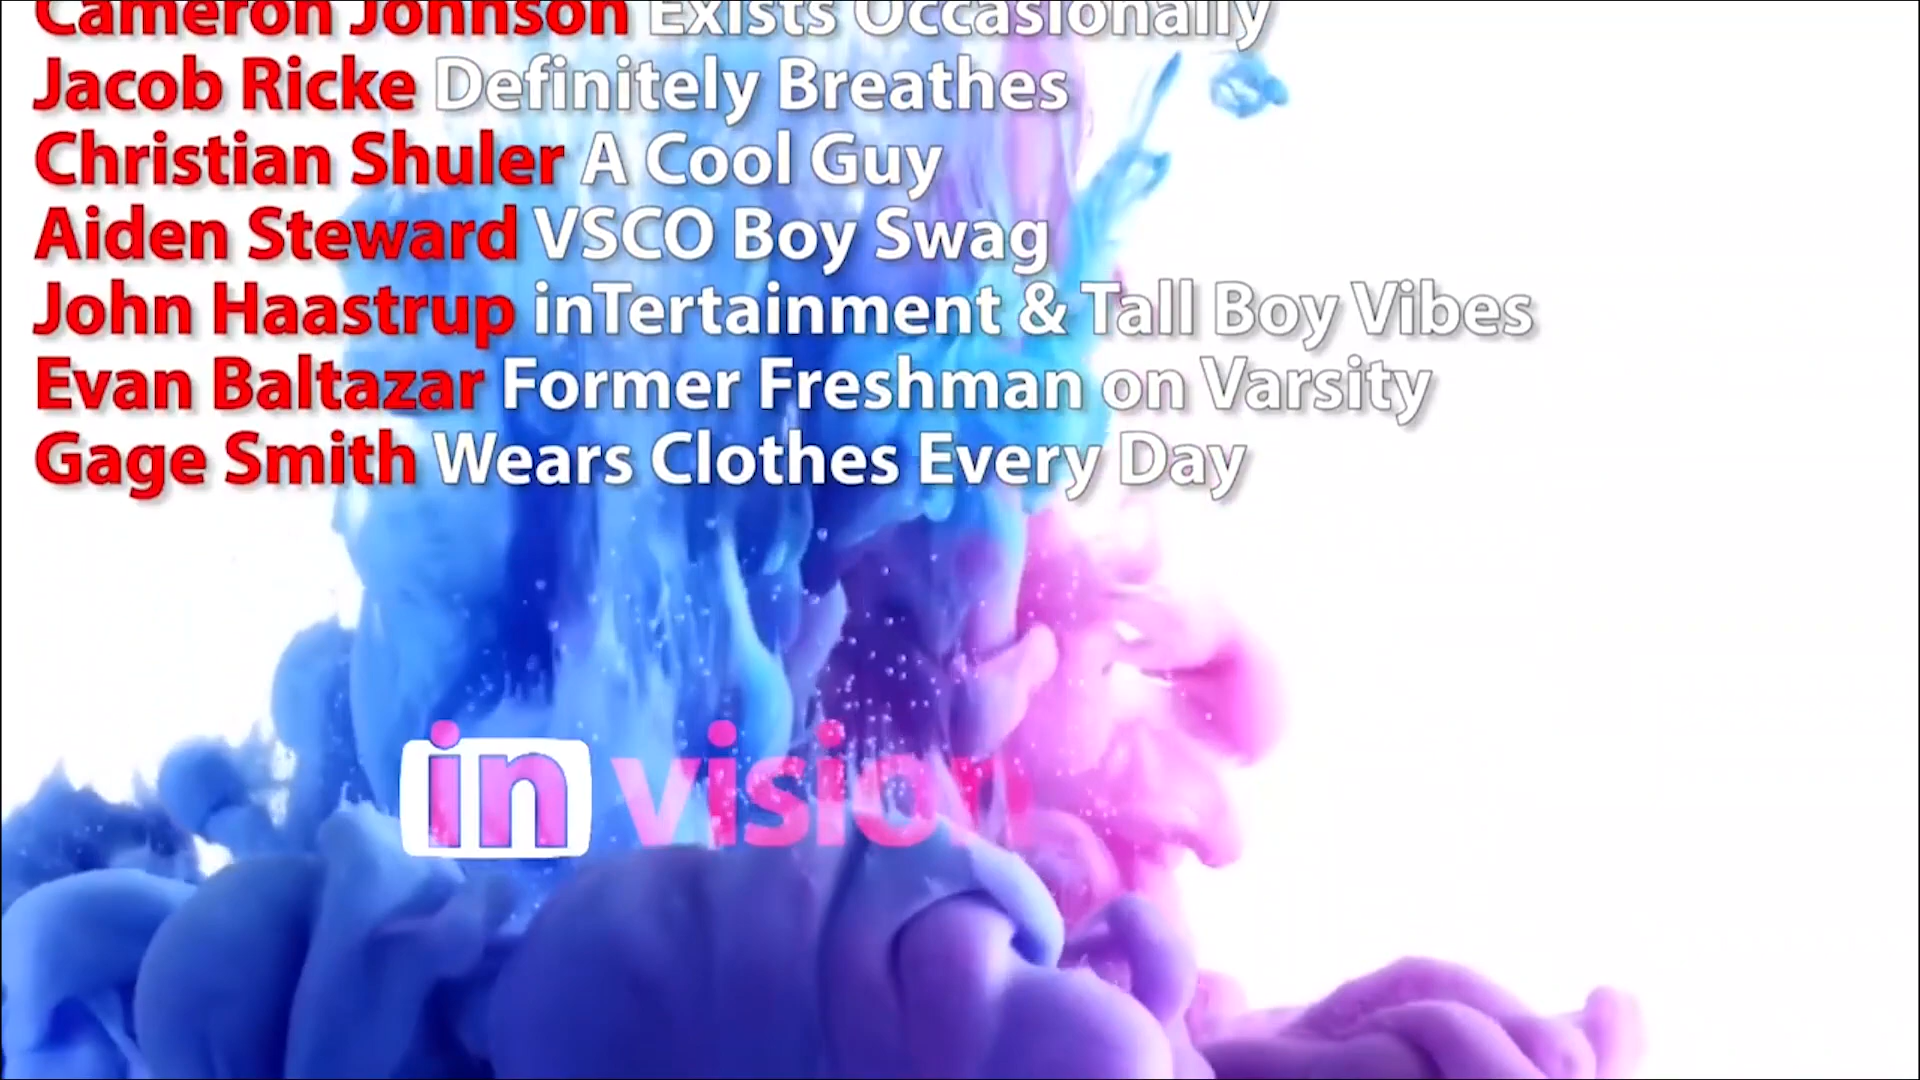 Cameron Johnson Exists Occasionally
Jacob Ricke Definitely Breathes
Christian Shuler A Cool Guy
Aiden Steward VSCO Boy Swag
John Haastrup inTertainment & Tall Boy Vibes
Evan Baltazar Former Freshman on Varsity
Gage Smith Wears Clothes Every Day
in vision